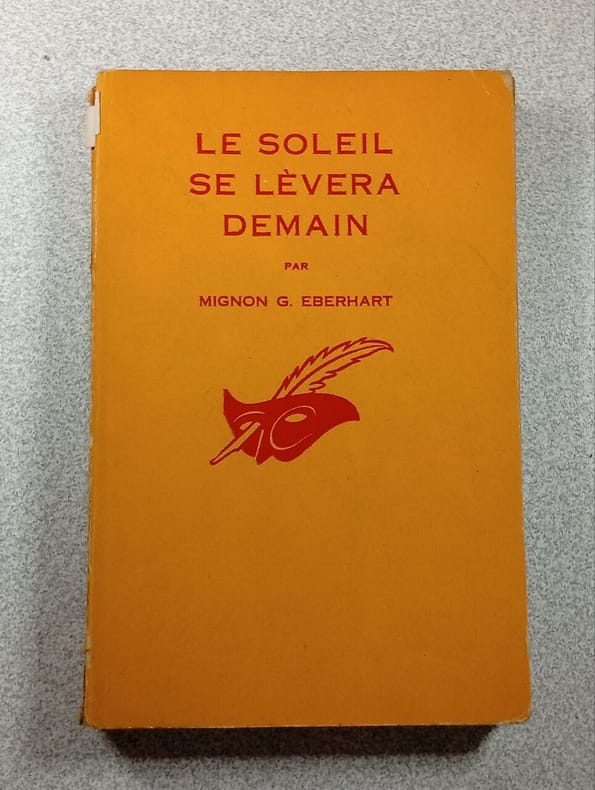 LE SOLEIL
SE LÈVERA
DEMAIN
PAR
MIGNON G. EBERHART